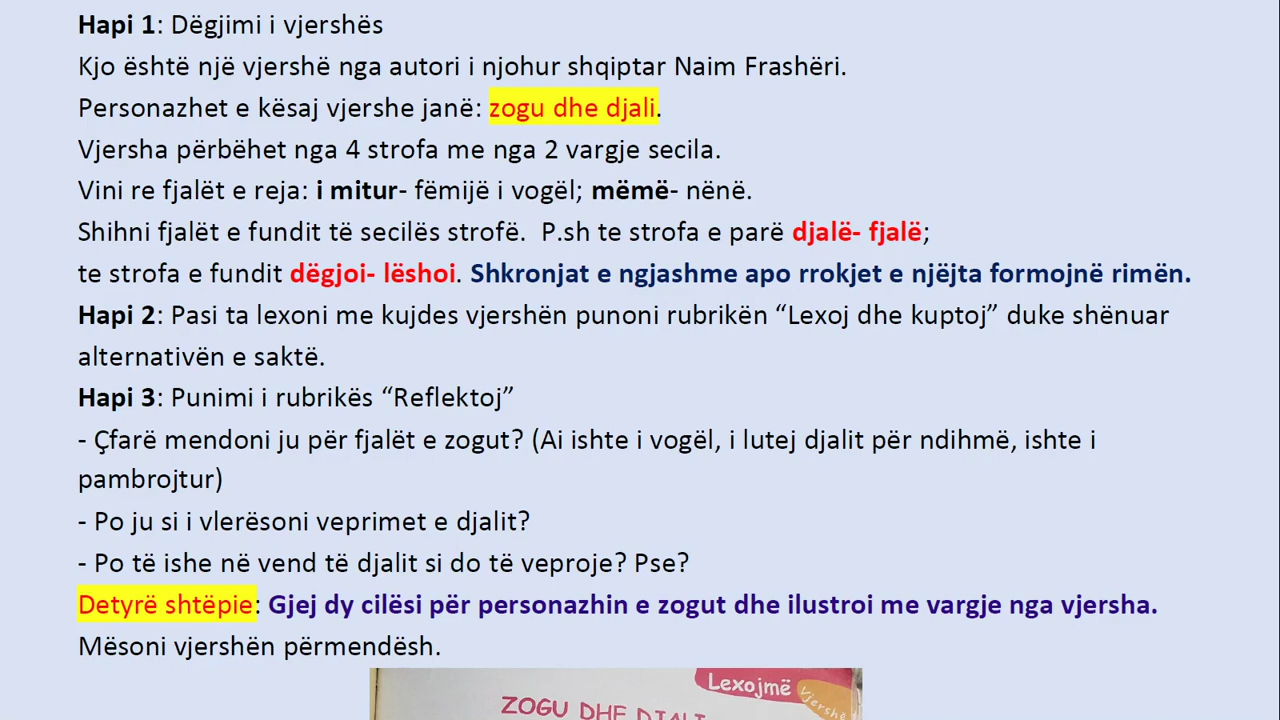 Hapi 1: Dëgjimi i vjershës
Kjo është një vjershë nga autori i njohur shqiptar Naim Frashëri.
Personazhet e kësaj vjershe janë: zogu dhe djali.
Vjersha përbëhet nga 4 strofa me nga 2 vargje secila.
Vini re fjalët e reja: i mitur- fëmijë i vogël; mëmë- nënë.
Shihni fjalët e fundit të secilës strofë. P.sh te strofa e parë djalë- fjalë;
te strofa e fundit dëgjoi- lëshoi. Shkronjat e ngjashme apo rrokjet e njëjta formojnë rimën.
Hapi 2: Pasi ta lexoni me kujdes vjershën punoni rubrikën “Lexoj dhe kuptoj” duke shënuar
alternativën e saktë.
Hapi 3: Punimi i rubrikës “Reflektoj”
- Çfarë mendoni ju për fjalët e zogut? (Ai ishte i vogël, i lutej djalit për ndihmë, ishte i
pambrojtur)
- Po ju si i vlerësoni veprimet e djalit?
- Po të ishe në vend të djalit si do të veproje? Pse?
Detyrë shtëpie: Gjej dy cilësi për personazhin e zogut dhe ilustroi me vargje nga vjersha.
Mësoni vjershën përmendësh.
Lexojmë
Vjershë
ZOGU DHE DJALI